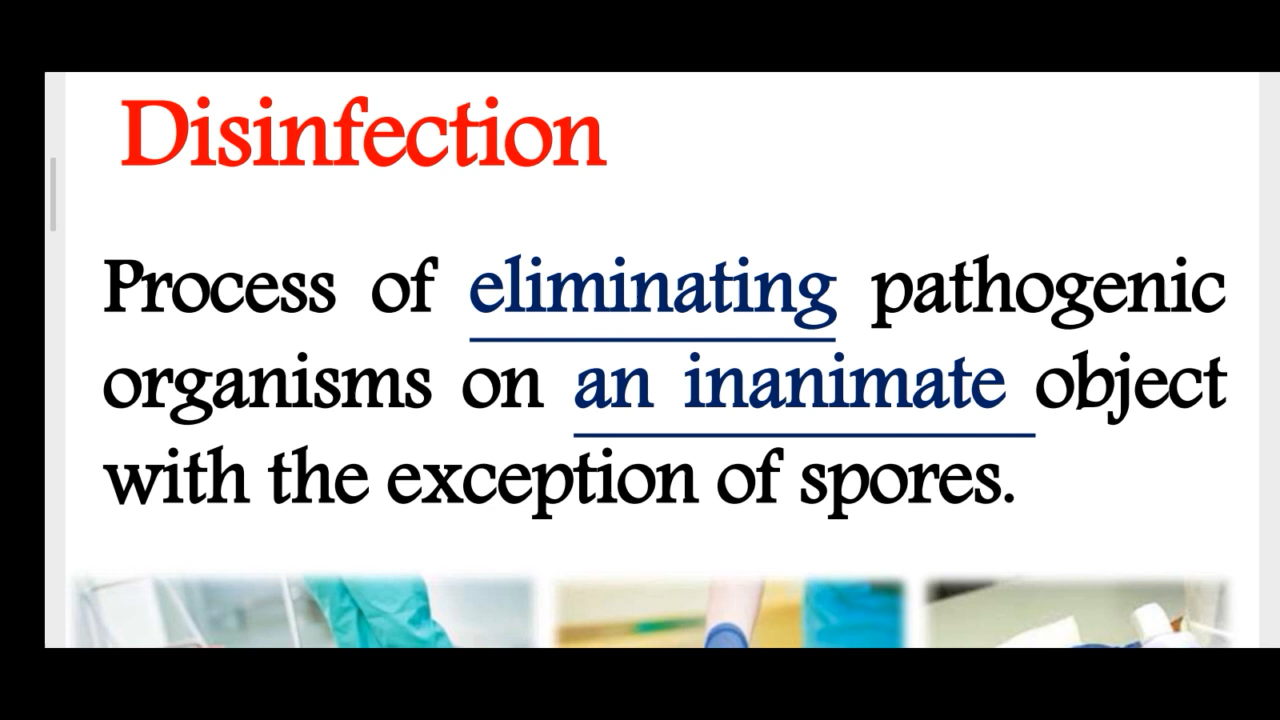 Disinfection
Process of eliminating pathogenic
organisms on an inanimate object
with the exception of spores.